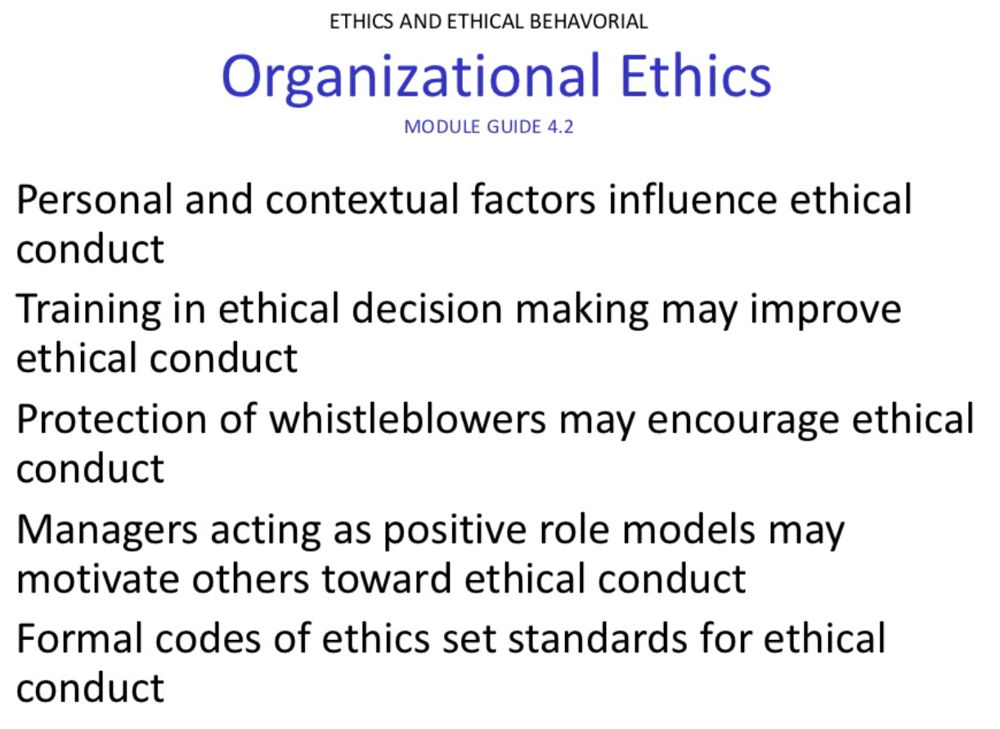 ETHICS AND ETHICAL BEHAVORIAL
Organizational Ethics
MODULE GUIDE 4.2
Personal and contextual factors influence ethical
conduct
Training in ethical decision making may improve
ethical conduct
Protection of whistleblowers may encourage ethical
conduct
Managers acting as positive role models may
motivate others toward ethical conduct
Formal codes of ethics set standards for ethical
conduct